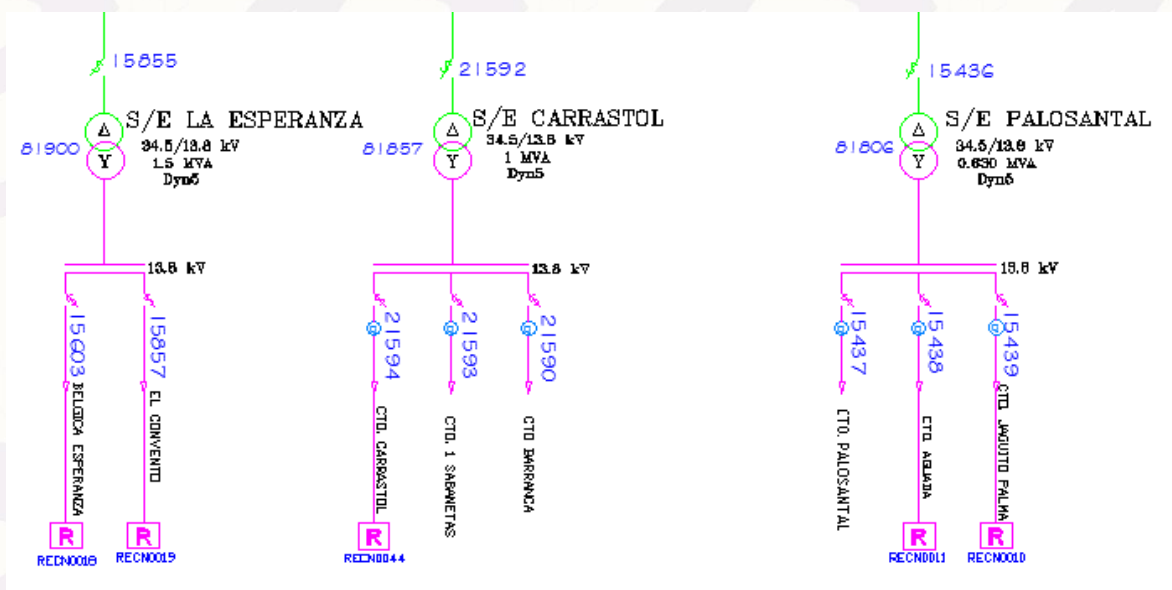 15855
S/E LA ESPERANZA
81900
34.5/13.8 kV
1.5 MVA
Dyn5
Δ
Y
13.8 kV
15603
15857
BELGICA ESPERANZA
EL CONVENTO
R
R
RECN0018
RECN0019
21592
S/E CARRASTOL
81857
34.5/13.8 kV
1 MVA
Dyn5
Δ
Y
13.8 kV
21594
21593
21590
CTO. CARRASTOL
CTO. 1 SABANETAS
CTO BARRANCA
R
RECN0044
15436
S/E PALOSANTAL
81806
34.5/13.8 kV
0.630 MVA
Dyn5
Δ
Y
13.8 kV
15437
15438
15439
CTO. PALOSANTAL
CTO. AGUADA
CTO. JAGUITO PALMA
R
R
RECN0011
RECN0010